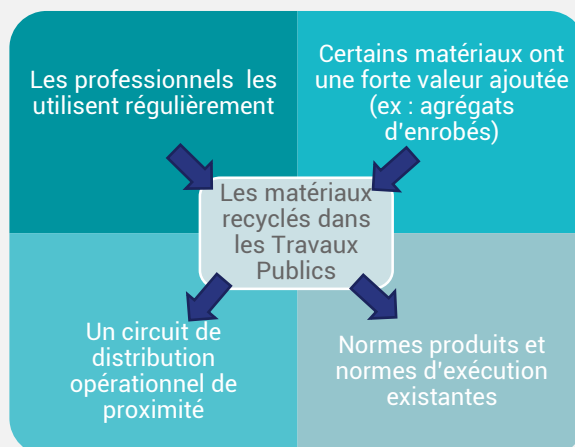 Les professionnels les
utilisent régulièrement
Certains matériaux ont
une forte valeur ajoutée
(ex : agrégats
d'enrobés)
Les matériaux
recyclés dans
les Travaux
Publics
Un circuit de
distribution
opérationnel de
proximité
Normes produits et
normes d'exécution
existantes